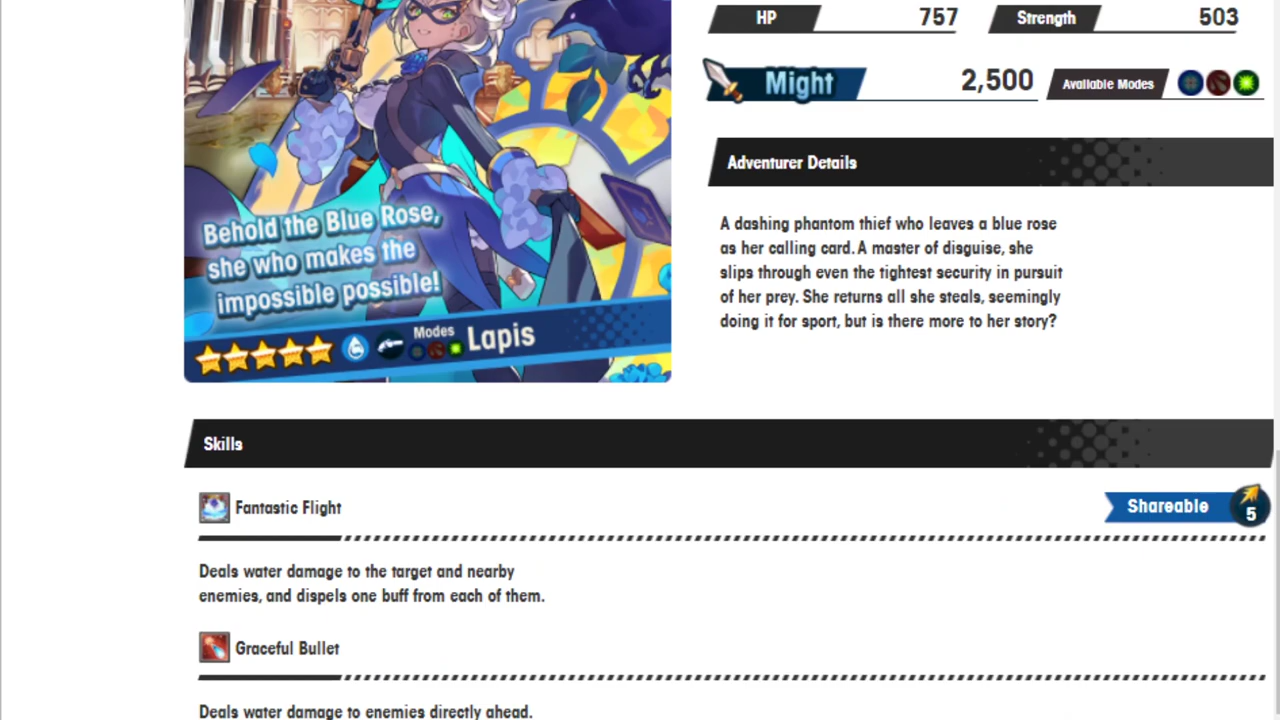 HP 757 Strength 503
Might 2,500 Available Modes
Adventurer Details
A dashing phantom thief who leaves a blue rose
as her calling card. A master of disguise, she
slips through even the tightest security in pursuit
of her prey. She returns all she steals, seemingly
doing it for sport, but is there more to her story?
Behold the Blue Rose,
she who makes the
impossible possible!
Modes
Lapis
Skills
Fantastic Flight
Shareable 5
Deals water damage to the target and nearby
enemies, and dispels one buff from each of them.
Graceful Bullet
Deals water damage to enemies directly ahead.